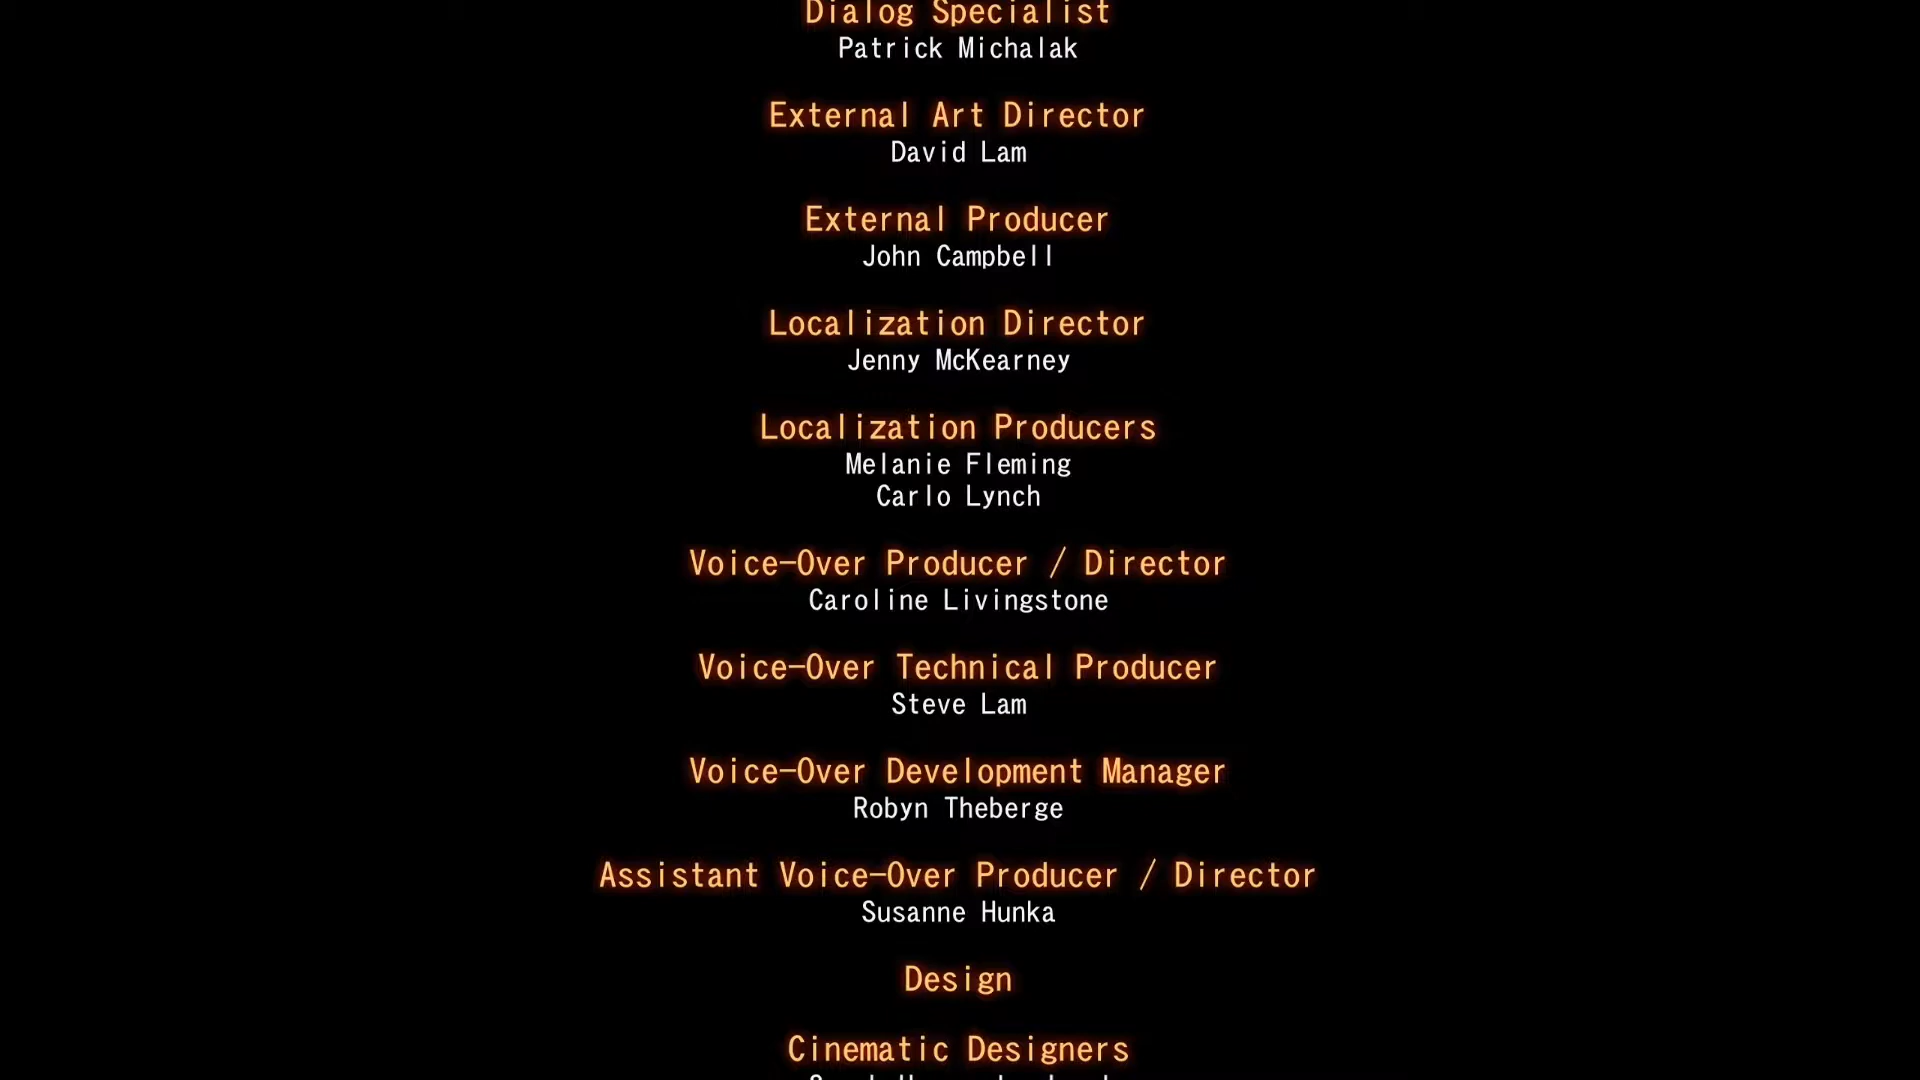 Dialog Specialist
Patrick Michalak
External Art Director
David Lam
External Producer
John Campbell
Localization Director
Jenny McKearney
Localization Producers
Melanie Fleming
Carlo Lynch
Voice-Over Producer / Director
Caroline Livingstone
Voice-Over Technical Producer
Steve Lam
Voice-Over Development Manager
Robyn Theberge
Assistant Voice-Over Producer / Director
Susanne Hunka
Design
Cinematic Designers